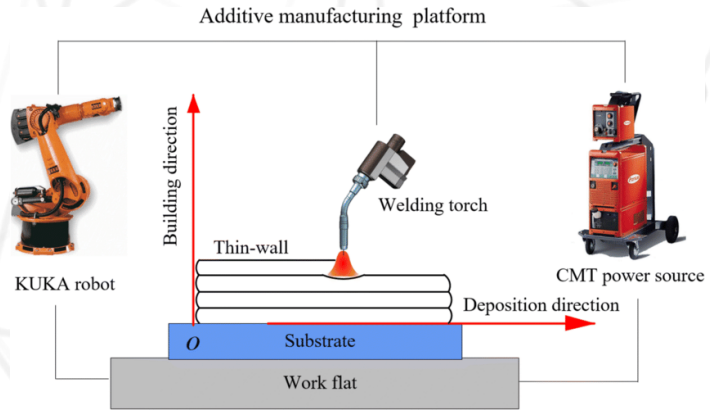 Additive manufacturing platform
Building direction
Welding torch
Thin-wall
KUKA robot
CMT power source
Deposition direction
O
Substrate
Work flat